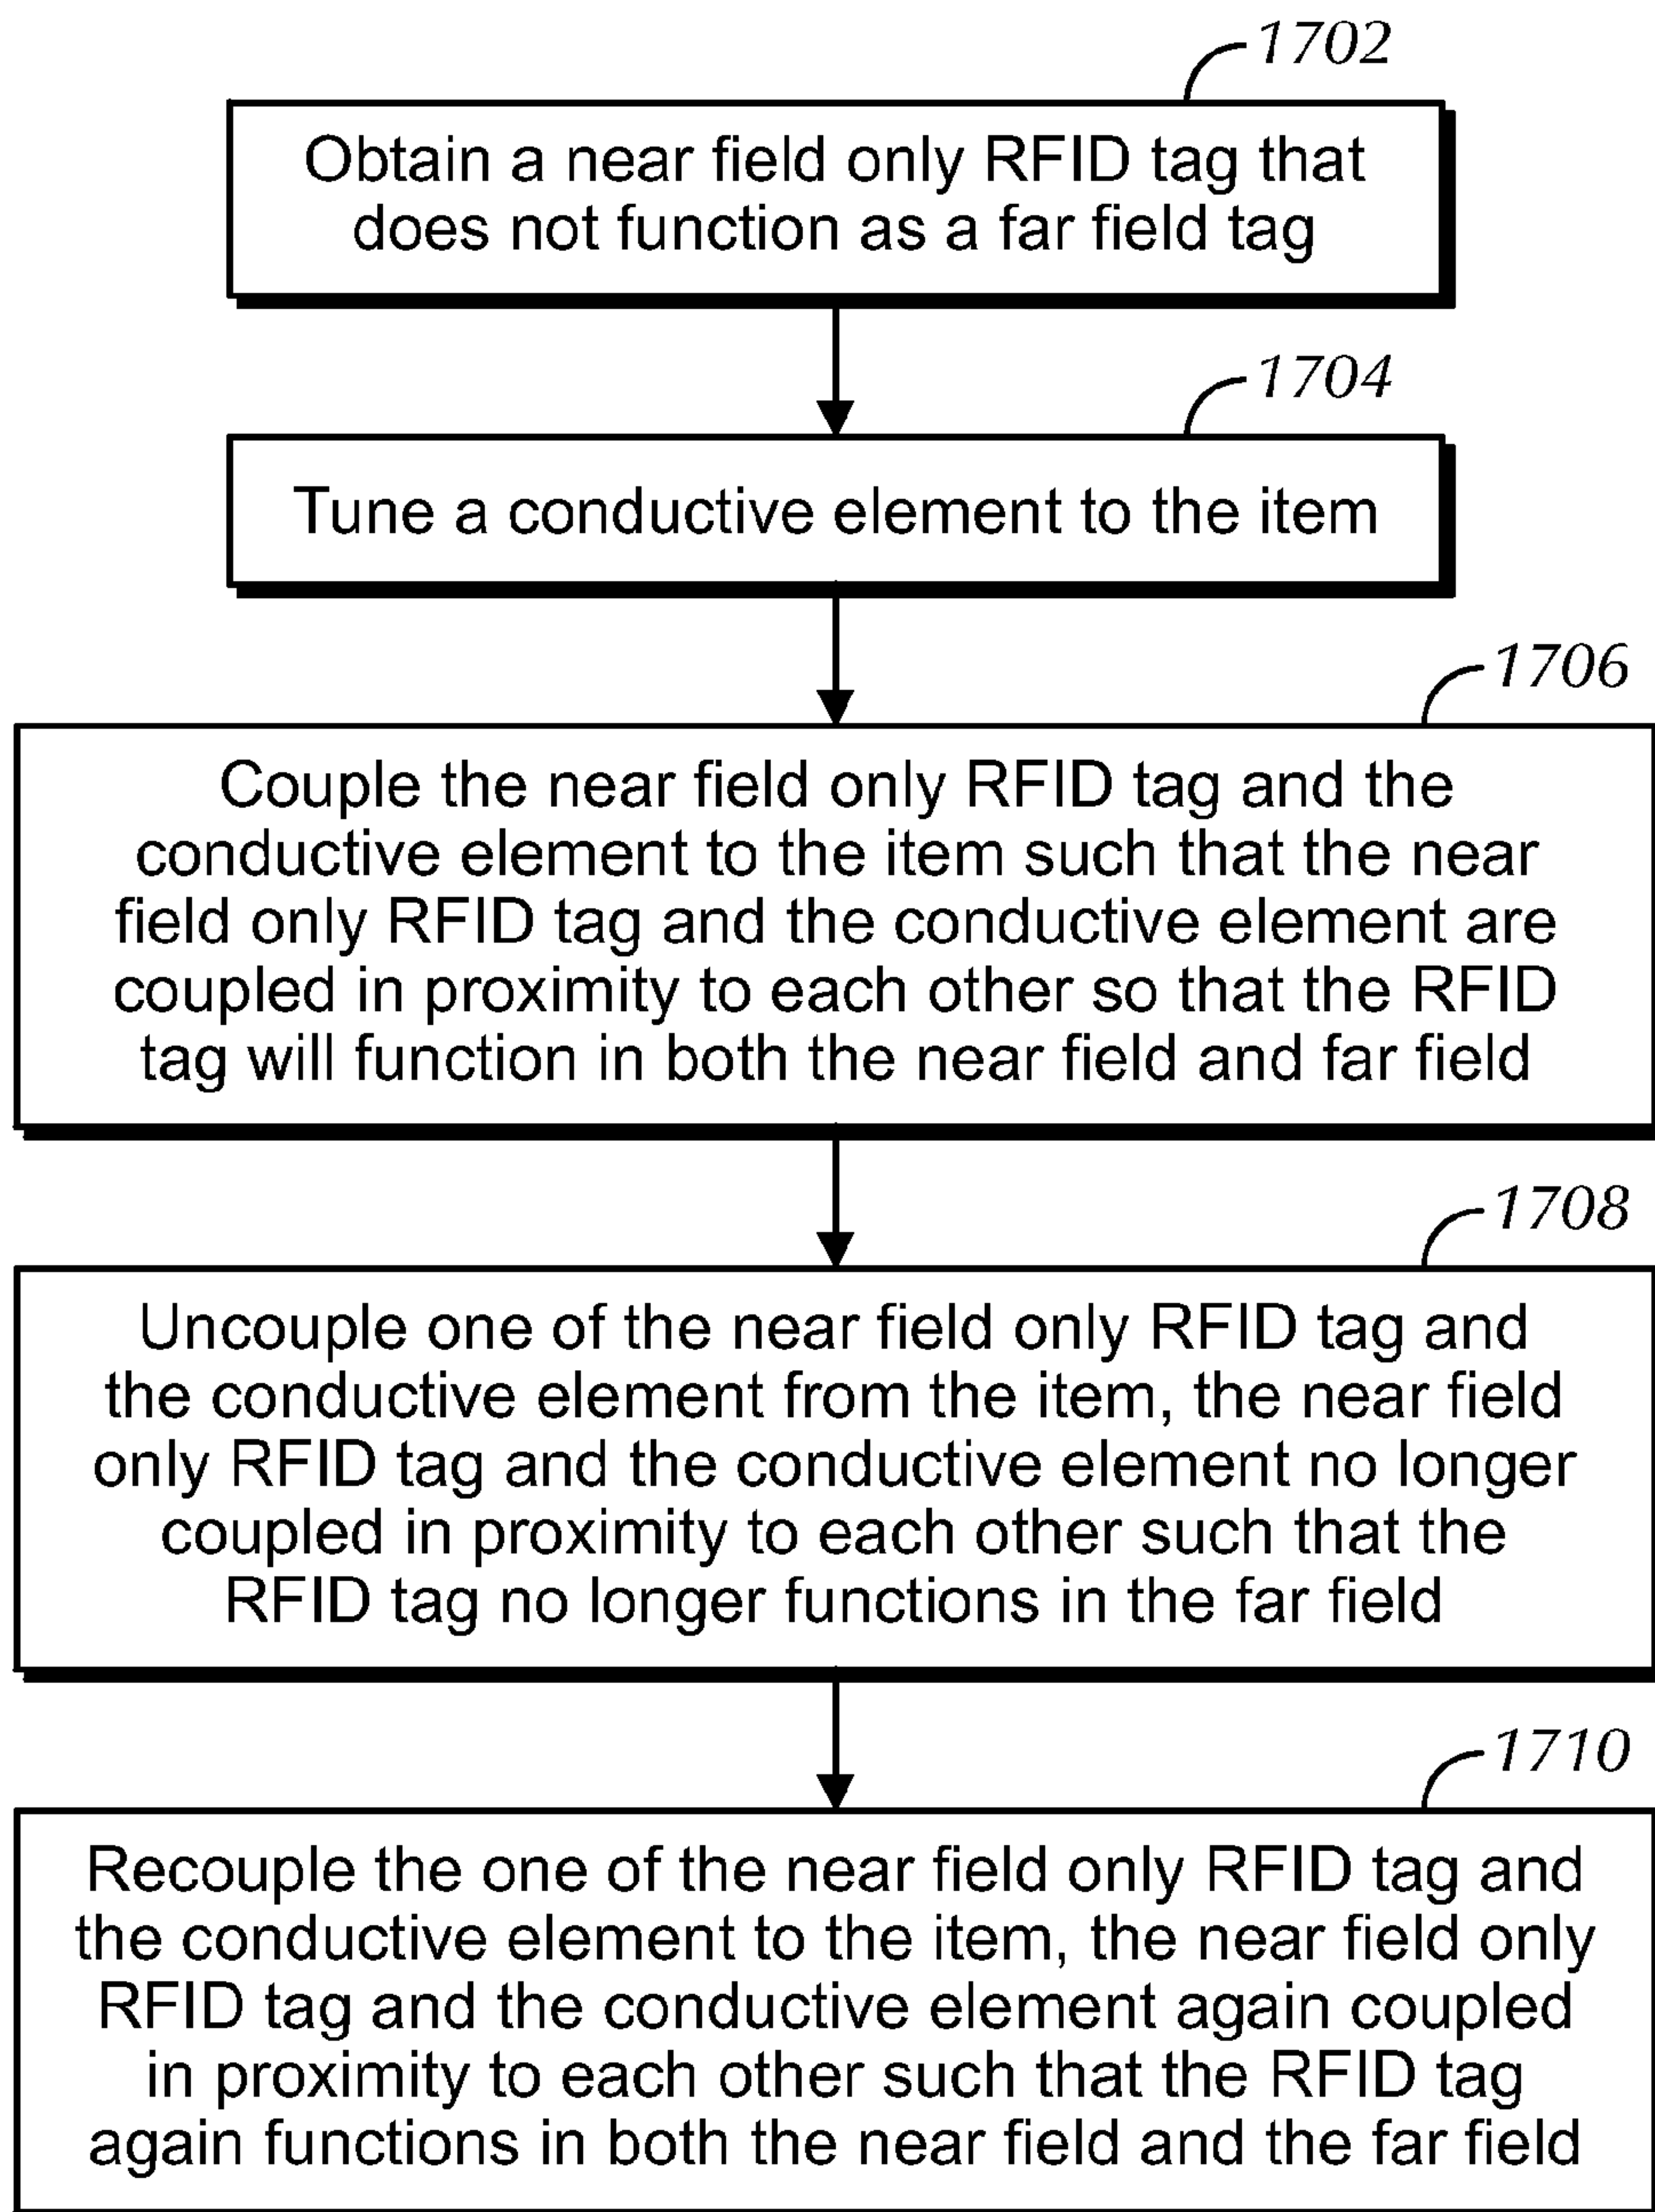 1702
Obtain a near field only RFID tag that
does not function as a far field tag
1704
Tune a conductive element to the item
1706
Couple the near field only RFID tag and the
conductive element to the item such that the near
field only RFID tag and the conductive element are
coupled in proximity to each other so that the RFID
tag will function in both the near field and far field
1708
Uncouple one of the near field only RFID tag and
the conductive element from the item, the near field
only RFID tag and the conductive element no longer
coupled in proximity to each other such that the
RFID tag no longer functions in the far field
1710
Recouple the one of the near field only RFID tag and
the conductive element to the item, the near field only
RFID tag and the conductive element again coupled
in proximity to each other such that the RFID tag
again functions in both the near field and the far field